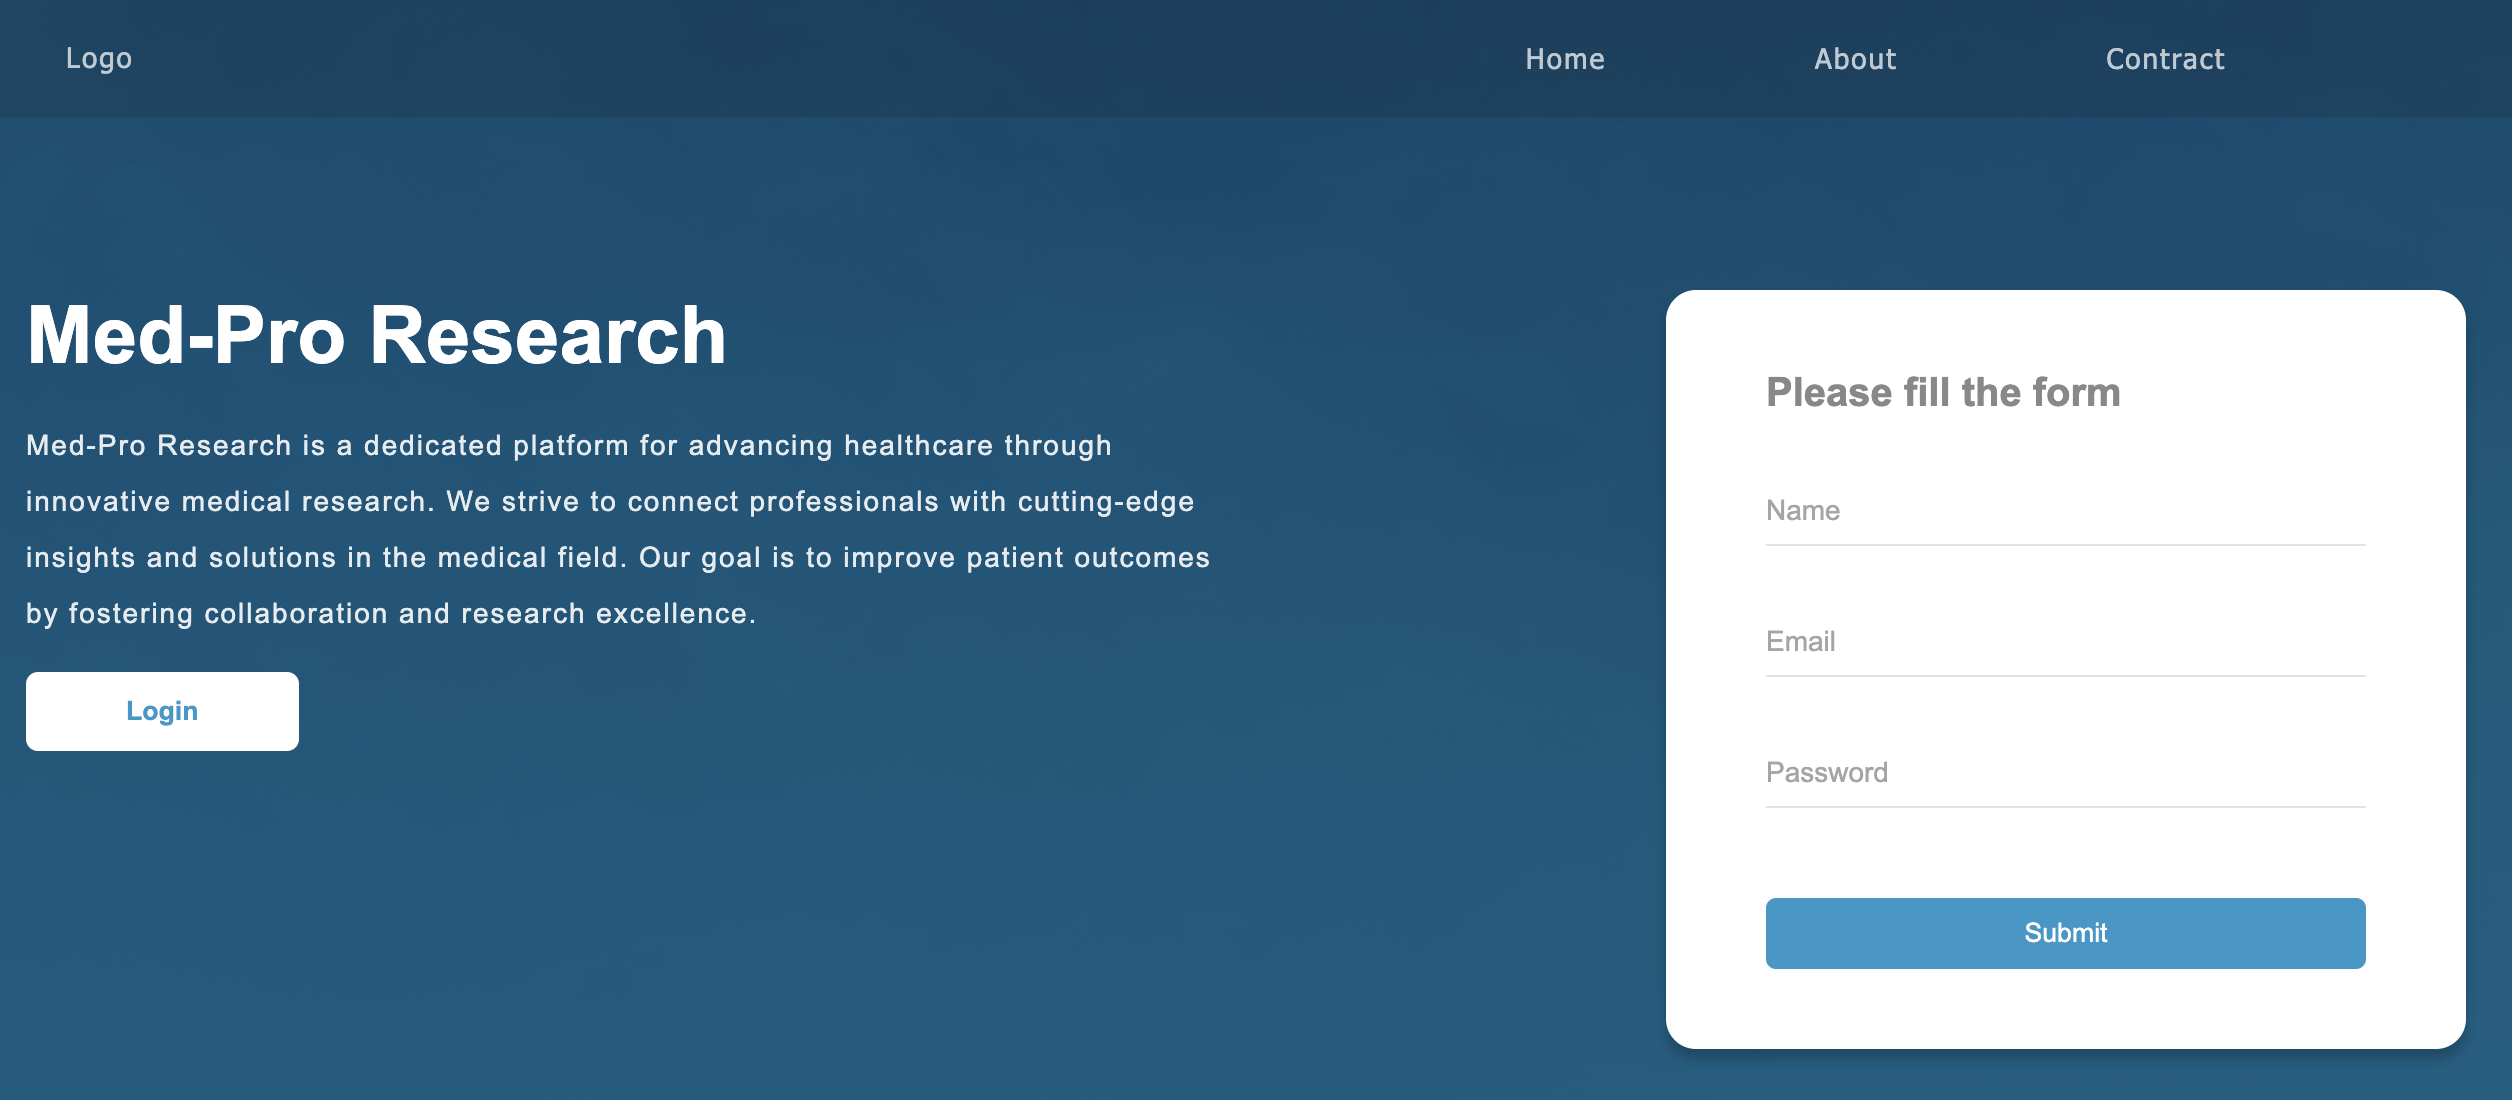 Logo
Home
About
Contract
Med-Pro Research
Med-Pro Research is a dedicated platform for advancing healthcare through
innovative medical research. We strive to connect professionals with cutting-edge
insights and solutions in the medical field. Our goal is to improve patient outcomes
by fostering collaboration and research excellence.
Login
Please fill the form
Name
Email
Password
Submit